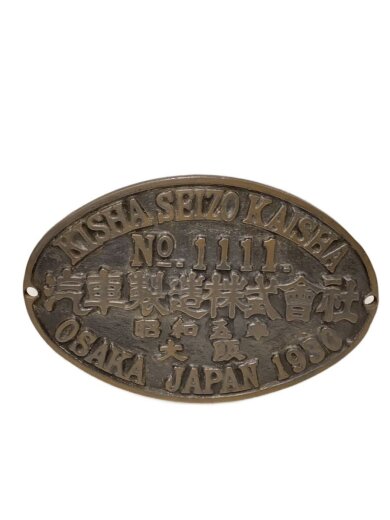 KISHA SEIZO KAISHA
No. 1111.
汽車製造株式會社
昭和五年
大阪
OSAKA JAPAN 1930